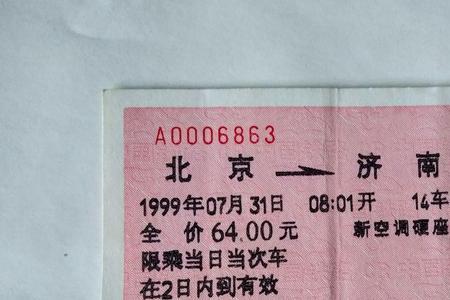 A0006863
北京 → 济南
1999年07月31日 08:01开 14车
全价64.00元 新空调硬座
限乘当日当次车
在2日内到有效